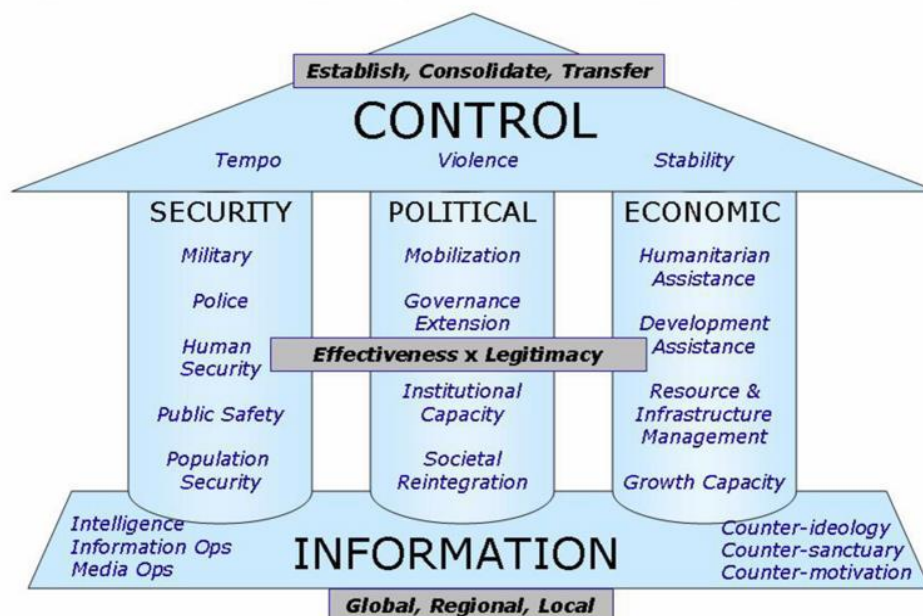 Establish, Consolidate, Transfer
CONTROL
Tempo Violence Stability
SECURITY
Military
Police
Human
Security
Public Safety
Population
Security
POLITICAL
Mobilization
Governance
Extension
Effectiveness x Legitimacy
Institutional
Capacity
Societal
Reintegration
ECONOMIC
Humanitarian
Assistance
Development
Assistance
Resource &
Infrastructure
Management
Growth Capacity
Intelligence
Information Ops
Media Ops
INFORMATION
Counter-ideology
Counter-sanctuary
Counter-motivation
Global, Regional, Local